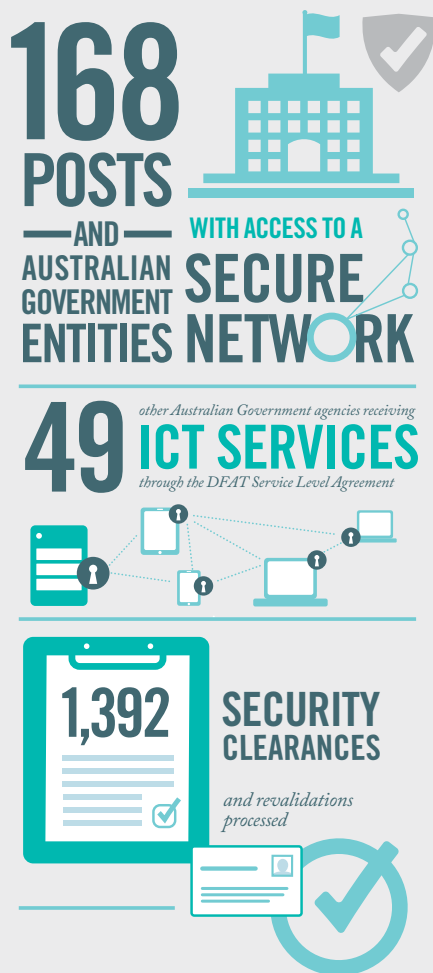 168
POSTS
AND
AUSTRALIAN
GOVERNMENT
ENTITIES
WITH ACCESS TO A
SECURE
NETWORK
49
other Australian Government agencies receiving
ICT SERVICES
through the DFAT Service Level Agreement
1,392
SECURITY
CLEARANCES
and revalidations
processed